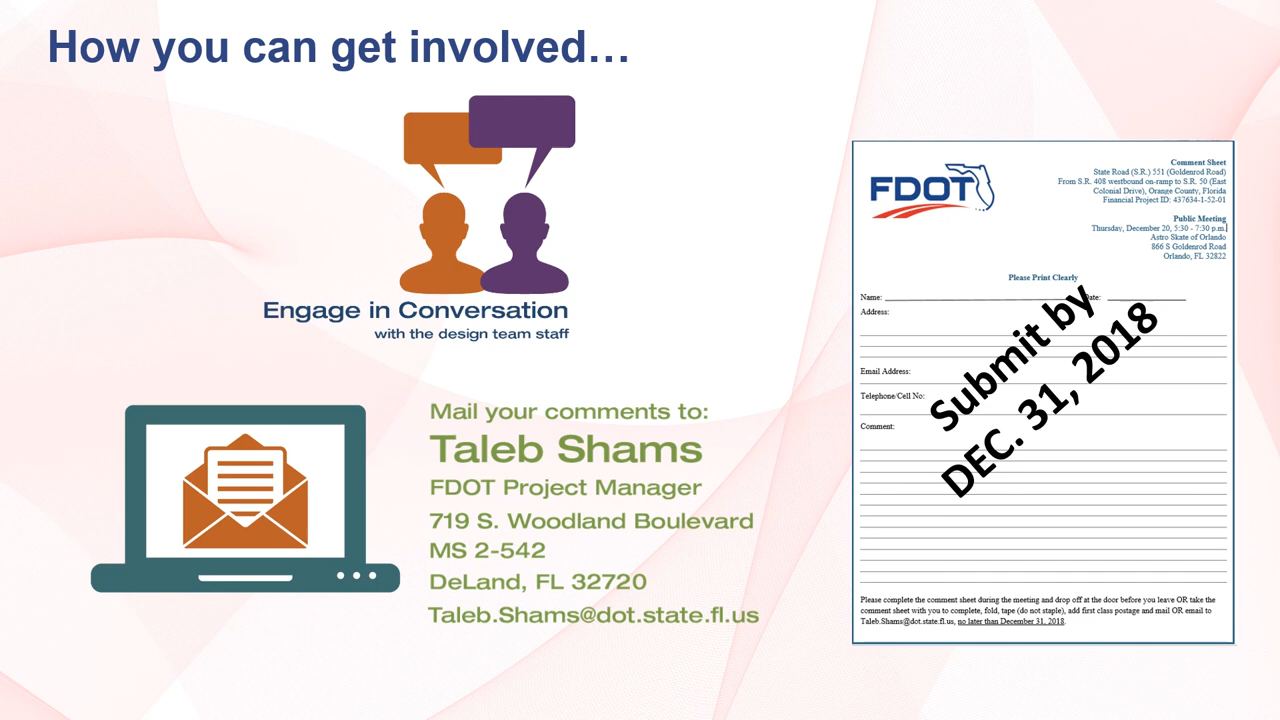 How you can get involved…
Engage in Conversation
with the design team staff
Mail your comments to:
Taleb Shams
FDOT Project Manager
719 S. Woodland Boulevard
MS 2-542
DeLand, FL 32720
Taleb.Shams@dot.state.fl.us
FDOT
Comment Sheet
State Road (S.R.) 551 (Goldenrod Road)
From S.R. 408 westbound on-ramp to S.R. 50 (East
Colonial Drive), Orange County, Florida
Financial Project ID: 437634-1-52-01
Public Meeting
Thursday, December 20, 5:30 - 7:30 p.m.
Astro Skate of Orlando
866 S Goldenrod Road
Orlando, FL 32822
Please Print Clearly
Name: Date:
Address:
Email Address:
Telephone/Cell No:
Comment:
Submit by
DEC. 31, 2018
Please complete the comment sheet during the meeting and drop off at the door before you leave OR take the
comment sheet with you to complete, fold, tape (do not staple), add first class postage and mail OR email to
Taleb.Shams@dot.state.fl.us, no later than December 31, 2018.